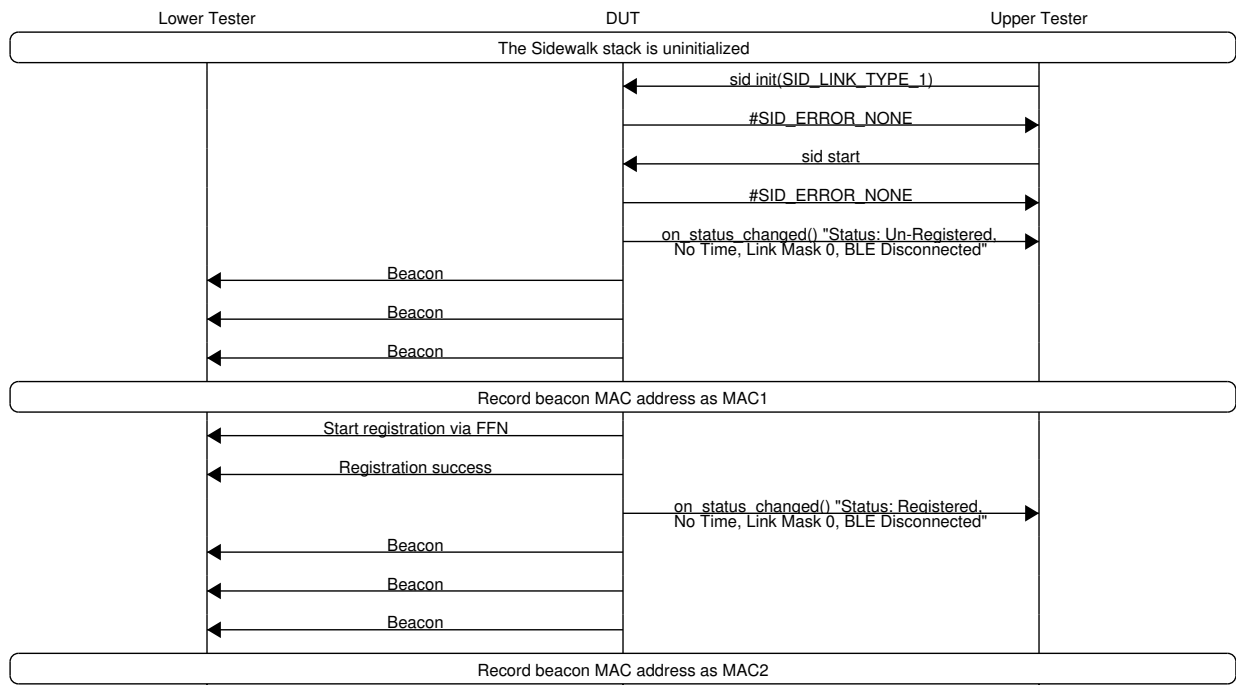 Lower Tester DUT Upper Tester
The Sidewalk stack is uninitialized
sid init(SID_LINK_TYPE_1)
#SID_ERROR_NONE
sid start
#SID_ERROR_NONE
on_status_changed() "Status: Un-Registered,
No Time, Link Mask 0, BLE Disconnected"
Beacon
Beacon
Beacon
Record beacon MAC address as MAC1
Start registration via FFN
Registration success
on_status_changed() "Status: Registered,
No Time, Link Mask 0, BLE Disconnected"
Beacon
Beacon
Beacon
Record beacon MAC address as MAC2